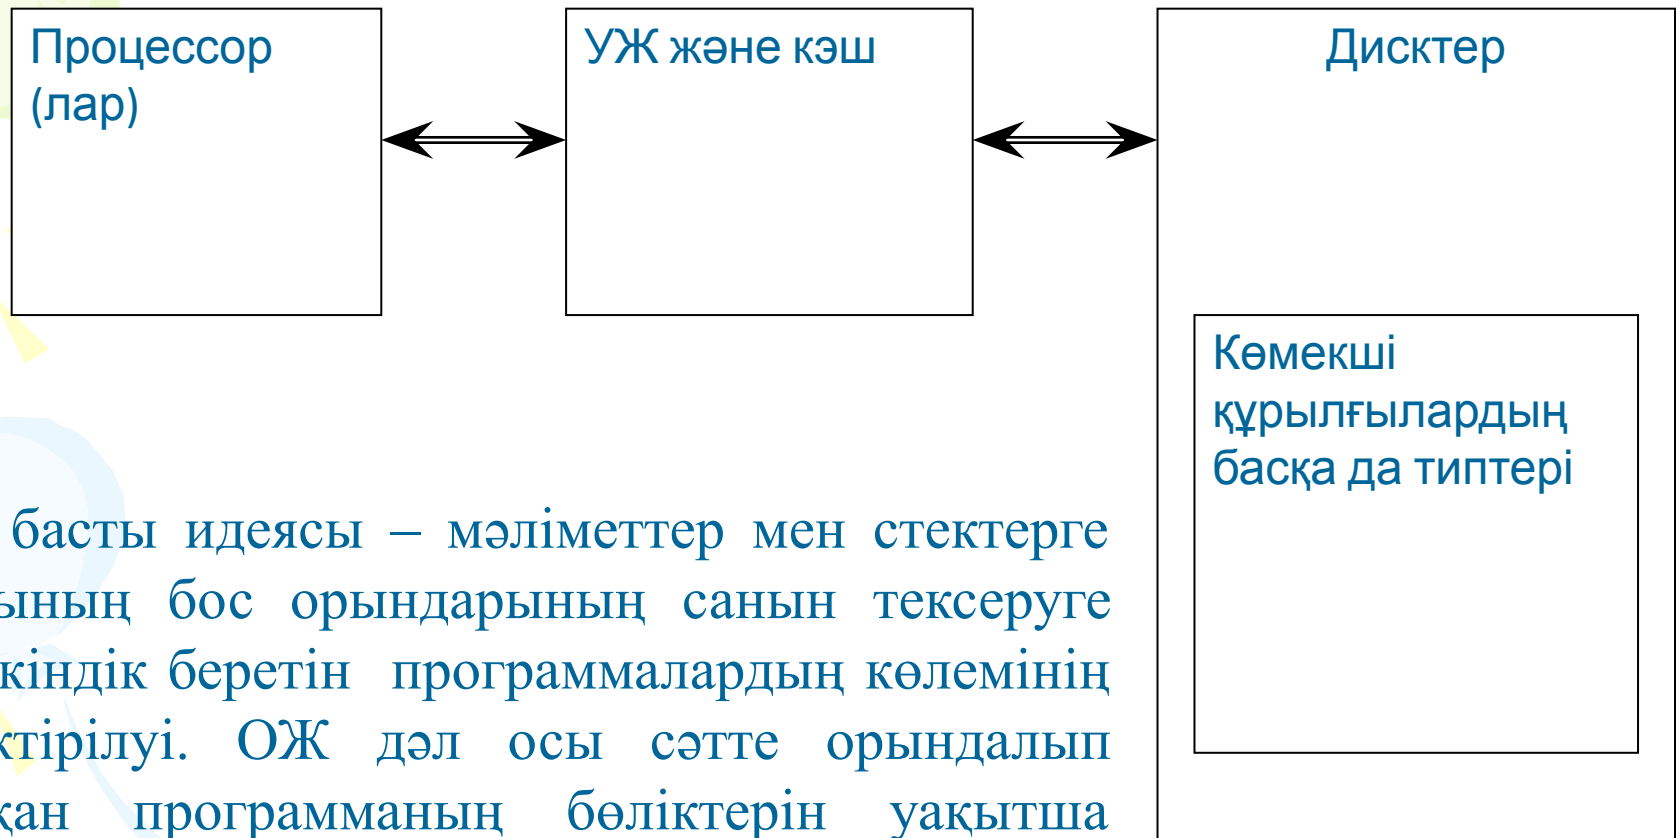 Процессор
(лар)
УЖ және кэш
Дисктер
Көмекші
құрылғылардың
басқа да типтері
басты идеясы – мәліметтер мен стектерге
ының бос орындарының санын тексеруге
кіндік беретін программалардың көлемінің
ктірілуі. ОЖ дәл осы сәтте орындалып
қан программаның бөліктерін уақытша